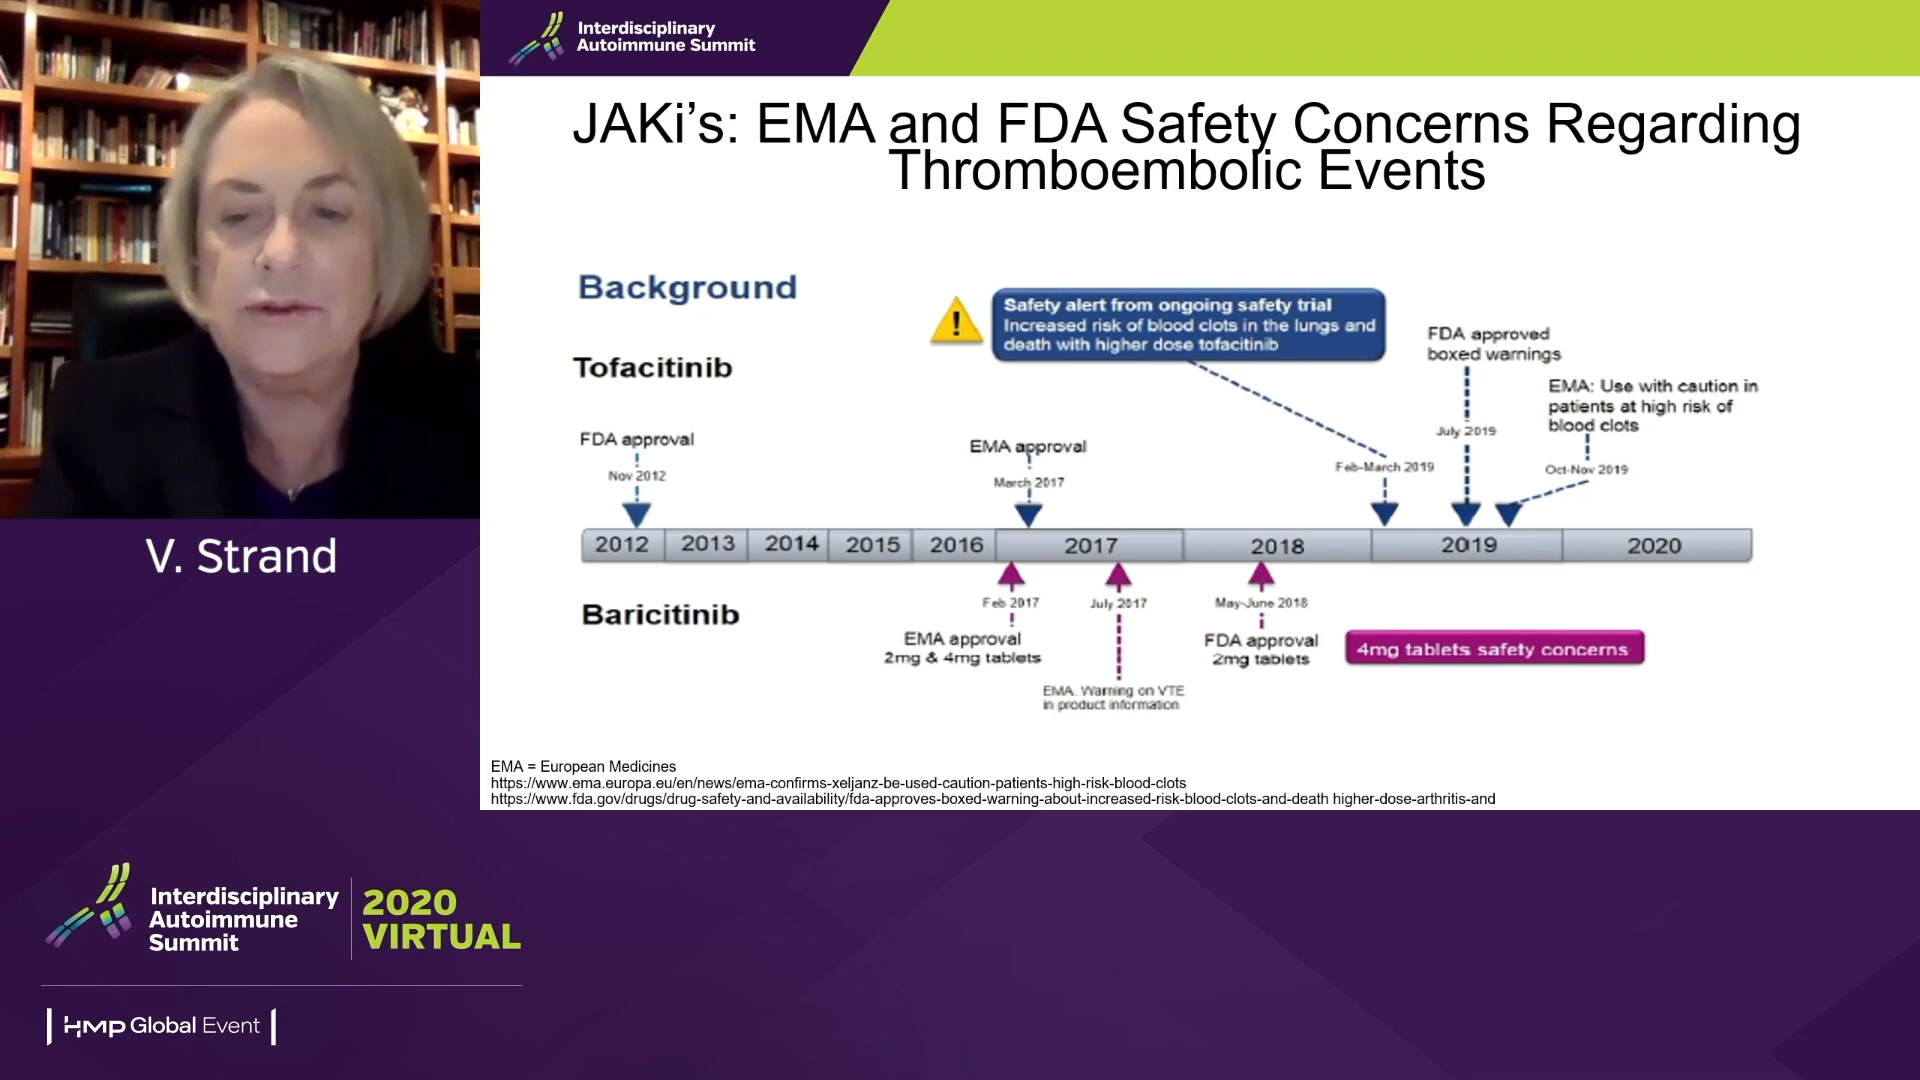 Interdisciplinary
Autoimmune Summit
JAKi’s: EMA and FDA Safety Concerns Regarding
Thromboembolic Events
Background
Safety alert from ongoing safety trial
Increased risk of blood clots in the lungs and
death with higher dose tofacitinib
FDA approved
boxed warnings
Tofacitinib
EMA: Use with caution in
patients at high risk of
blood clots
FDA approval
EMA approval
July 2019
Nov 2012
March 2017
Feb-March 2019
Oct-Nov 2019
2012 2013 2014 2015 2016 2017 2018 2019 2020
V. Strand
Baricitinib
Feb 2017
July 2017
May-June 2018
EMA approval
2mg & 4mg tablets
FDA approval
2mg tablets
4mg tablets safety concerns
EMA. Warning on VTE
in product information
EMA = European Medicines
https://www.ema.europa.eu/en/news/ema-confirms-xeljanz-be-used-caution-patients-high-risk-blood-clots
https://www.fda.gov/drugs/drug-safety-and-availability/fda-approves-boxed-warning-about-increased-risk-blood-clots-and-death higher-dose-arthritis-and
Interdisciplinary
Autoimmune
Summit
2020
VIRTUAL
HMP Global Event